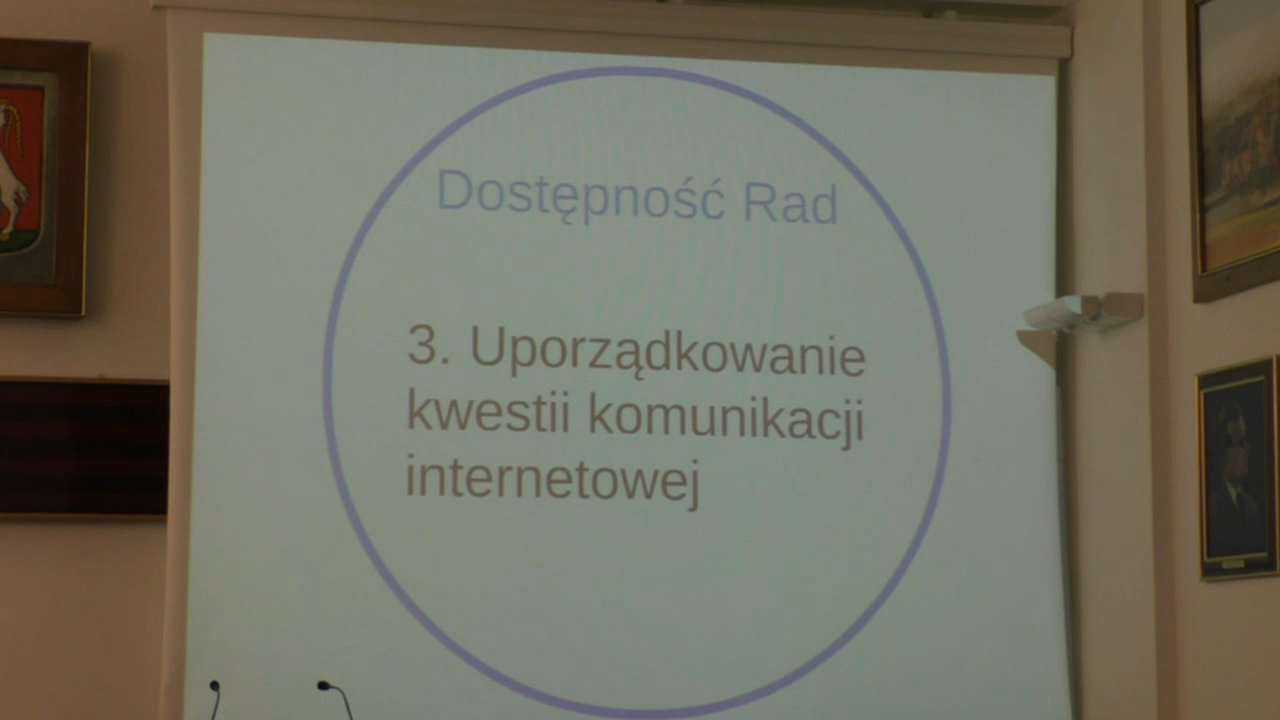 Dostępność Rad
3. Uporządkowanie
kwestii komunikacji
internetowej